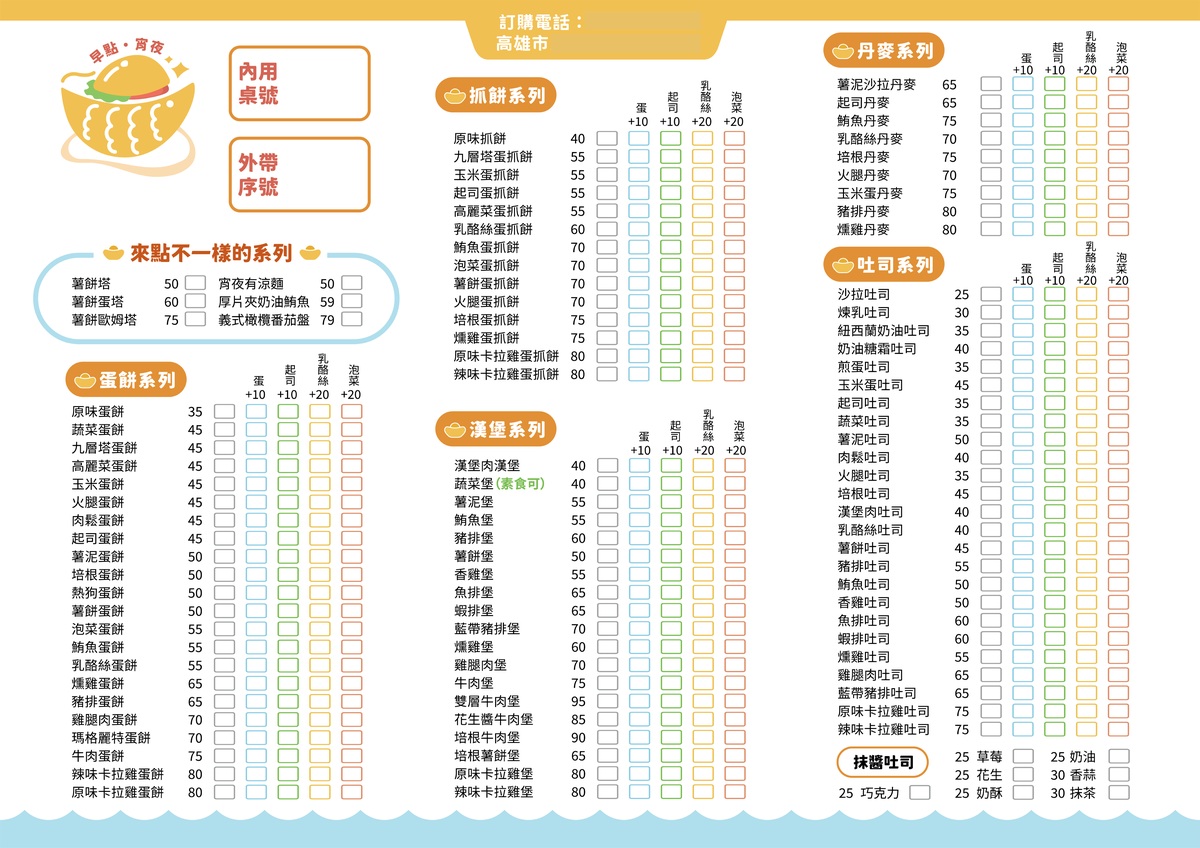 訂購電話：
高雄市
早點・宵夜
內用
桌號
外帶
序號
來點不一樣的系列
薯餅塔 50
薯餅蛋塔 60
薯餅歐姆塔 75
宵夜有涼麵 50
厚片夾奶油鮪魚 59
義式橄欖番茄盤 79
蛋餅系列
蛋 +10
起司 +10
乳酪絲 +20
泡菜 +20
原味蛋餅 35
蔬菜蛋餅 45
九層塔蛋餅 45
高麗菜蛋餅 45
玉米蛋餅 45
火腿蛋餅 45
肉鬆蛋餅 45
起司蛋餅 45
薯泥蛋餅 50
培根蛋餅 50
熱狗蛋餅 50
薯餅蛋餅 50
泡菜蛋餅 55
鮪魚蛋餅 55
乳酪絲蛋餅 55
燻雞蛋餅 65
豬排蛋餅 65
雞腿肉蛋餅 70
瑪格麗特蛋餅 70
牛肉蛋餅 75
辣味卡拉雞蛋餅 80
原味卡拉雞蛋餅 80
抓餅系列
蛋 +10
起司 +10
乳酪絲 +20
泡菜 +20
原味抓餅 40
九層塔蛋抓餅 55
玉米蛋抓餅 55
起司蛋抓餅 55
高麗菜蛋抓餅 55
乳酪絲蛋抓餅 60
鮪魚蛋抓餅 70
泡菜蛋抓餅 70
薯餅蛋抓餅 70
火腿蛋抓餅 70
培根蛋抓餅 75
燻雞蛋抓餅 75
原味卡拉雞蛋抓餅 80
辣味卡拉雞蛋抓餅 80
漢堡系列
蛋 +10
起司 +10
乳酪絲 +20
泡菜 +20
漢堡肉漢堡 40
蔬菜堡(素食可) 40
薯泥堡 55
鮪魚堡 55
豬排堡 60
薯餅堡 50
香雞堡 55
魚排堡 65
蝦排堡 65
藍帶豬排堡 70
燻雞堡 60
雞腿肉堡 70
牛肉堡 75
雙層牛肉堡 95
花生醬牛肉堡 85
培根牛肉堡 90
培根薯餅堡 65
原味卡拉雞堡 80
辣味卡拉雞堡 80
丹麥系列
蛋 +10
起司 +10
乳酪絲 +20
泡菜 +20
薯泥沙拉丹麥 65
起司丹麥 65
鮪魚丹麥 75
乳酪絲丹麥 70
培根丹麥 75
火腿丹麥 70
玉米蛋丹麥 75
豬排丹麥 80
燻雞丹麥 80
吐司系列
蛋 +10
起司 +10
乳酪絲 +20
泡菜 +20
沙拉吐司 25
煉乳吐司 30
紐西蘭奶油吐司 35
奶油糖霜吐司 40
煎蛋吐司 35
玉米蛋吐司 45
起司吐司 35
蔬菜吐司 35
薯泥吐司 50
肉鬆吐司 40
火腿吐司 35
培根吐司 45
漢堡肉吐司 40
乳酪絲吐司 40
薯餅吐司 45
豬排吐司 55
鮪魚吐司 50
香雞吐司 50
魚排吐司 60
蝦排吐司 60
燻雞吐司 55
雞腿肉吐司 65
藍帶豬排吐司 65
原味卡拉雞吐司 75
辣味卡拉雞吐司 75
抹醬吐司
25 草莓
25 奶油
25 花生
30 香蒜
25 巧克力
25 奶酥
30 抹茶